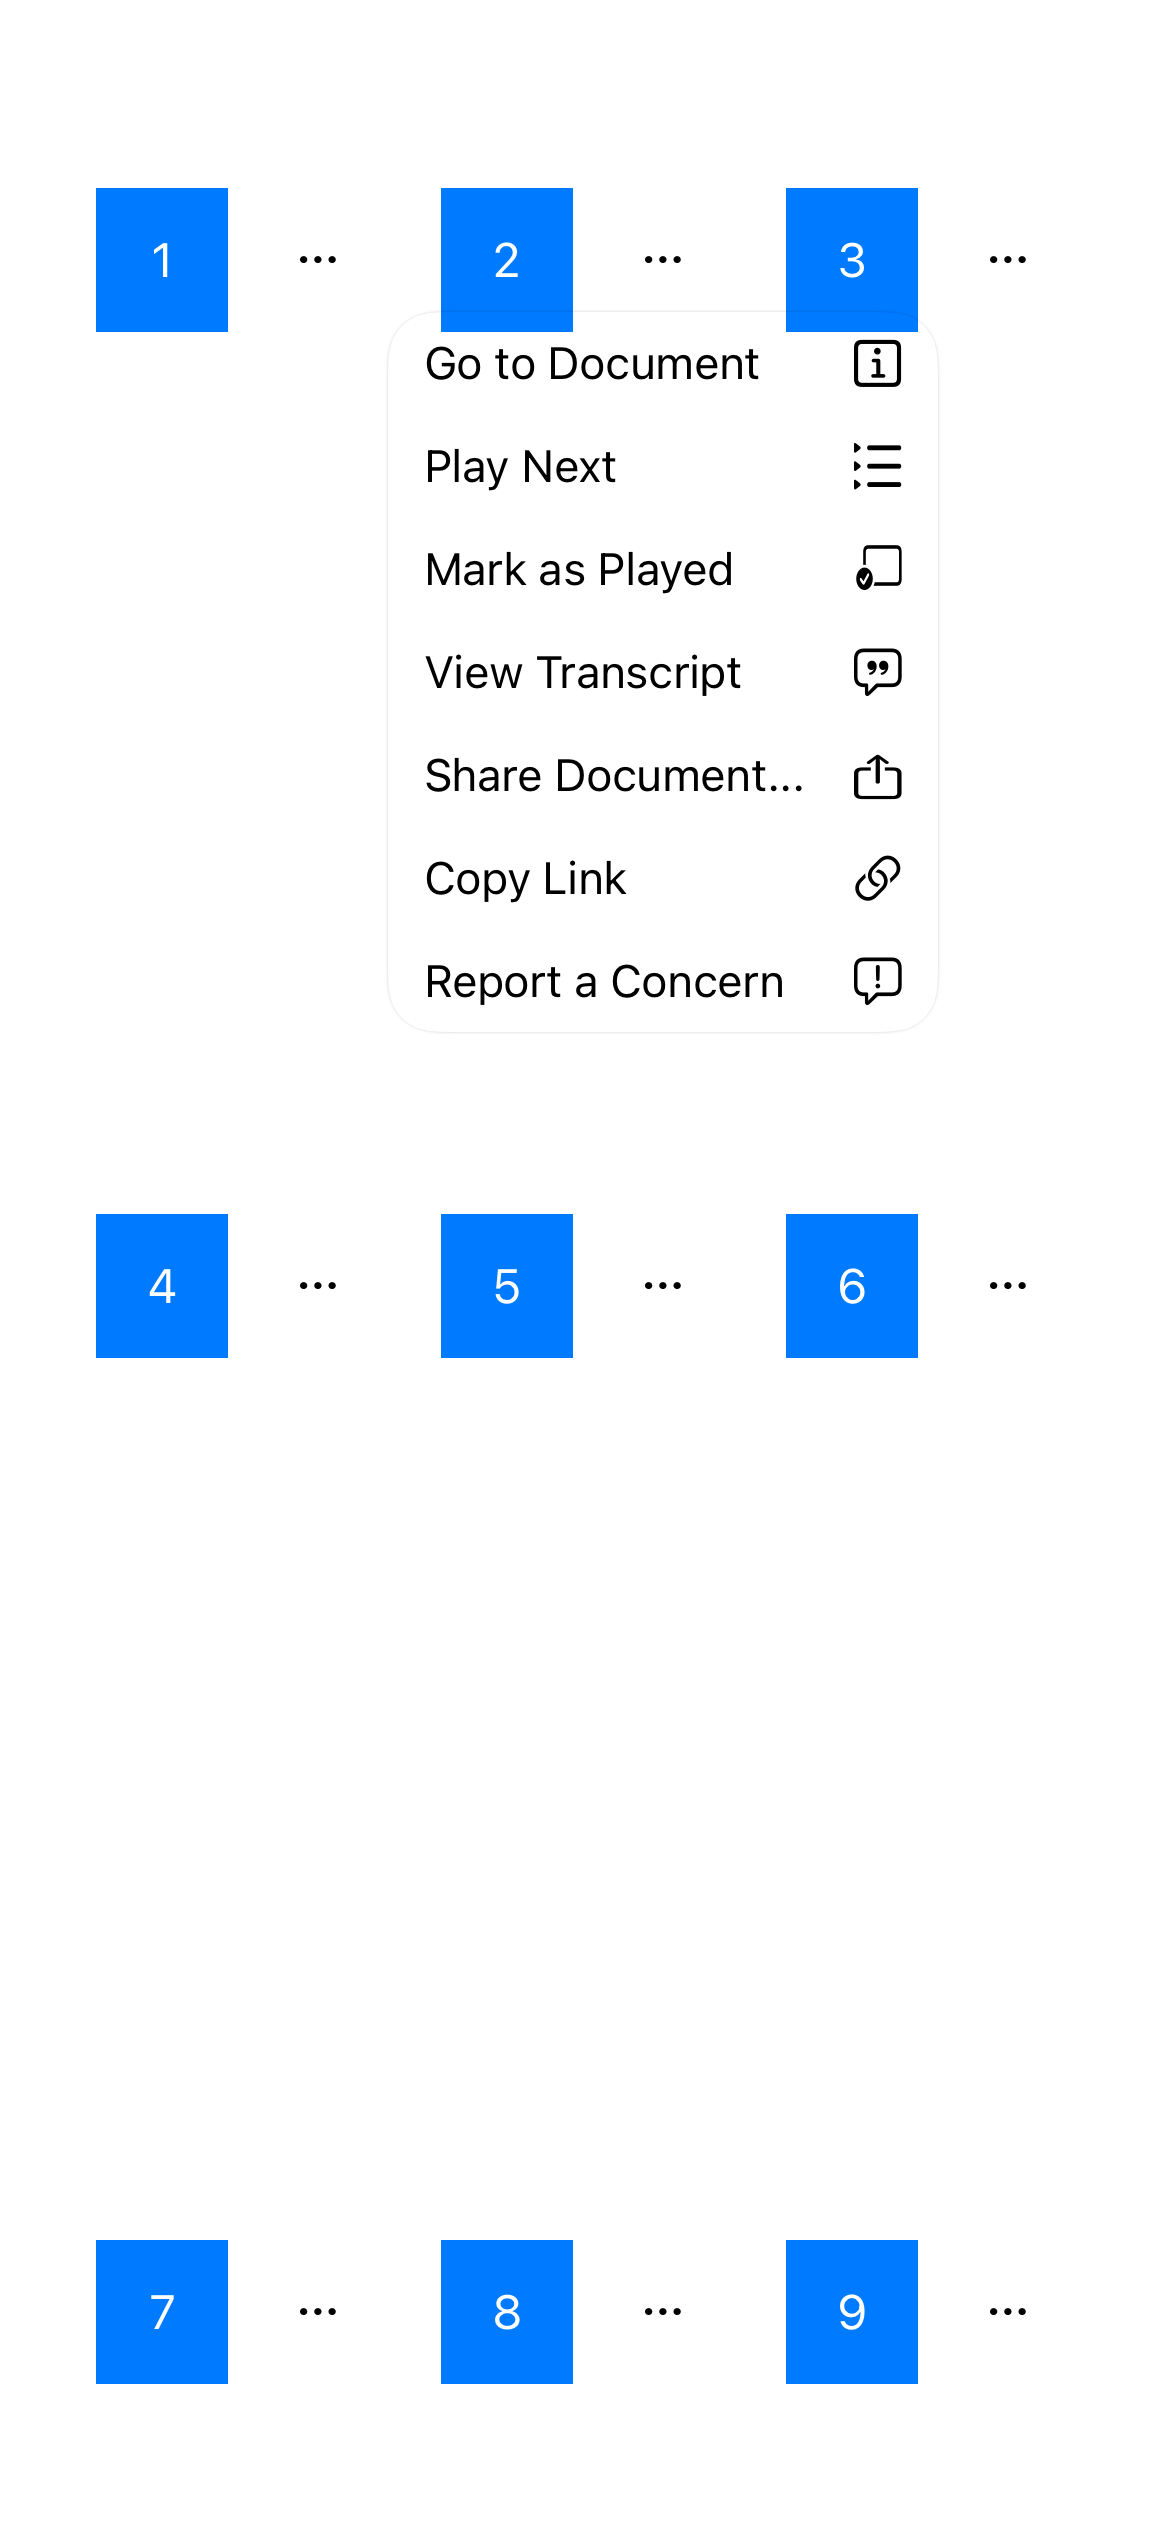 1 ... 2 ... 3 ...
Go to Document
Play Next
Mark as Played
View Transcript
Share Document...
Copy Link
Report a Concern
4 ... 5 ... 6 ...
7 ... 8 ... 9 ...